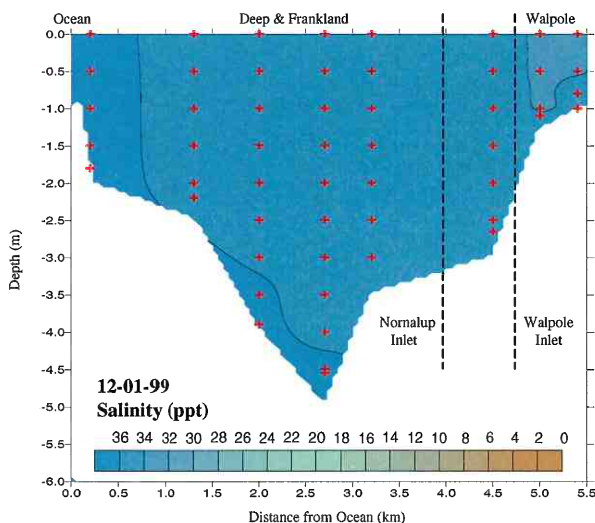 Ocean Deep & Frankland Walpole
0.0
-0.5
-1.0
-1.5
-2.0
-2.5
-3.0
-3.5
-4.0
-4.5
-5.0
-5.5
-6.0
Depth (m)
Nornalup Walpole
Inlet Inlet
12-01-99
Salinity (ppt)
36 34 32 30 28 26 24 22 20 18 16 14 12 10 8 6 4 2 0
0.0 0.5 1.0 1.5 2.0 2.5 3.0 3.5 4.0 4.5 5.0 5.5
Distance from Ocean (km)